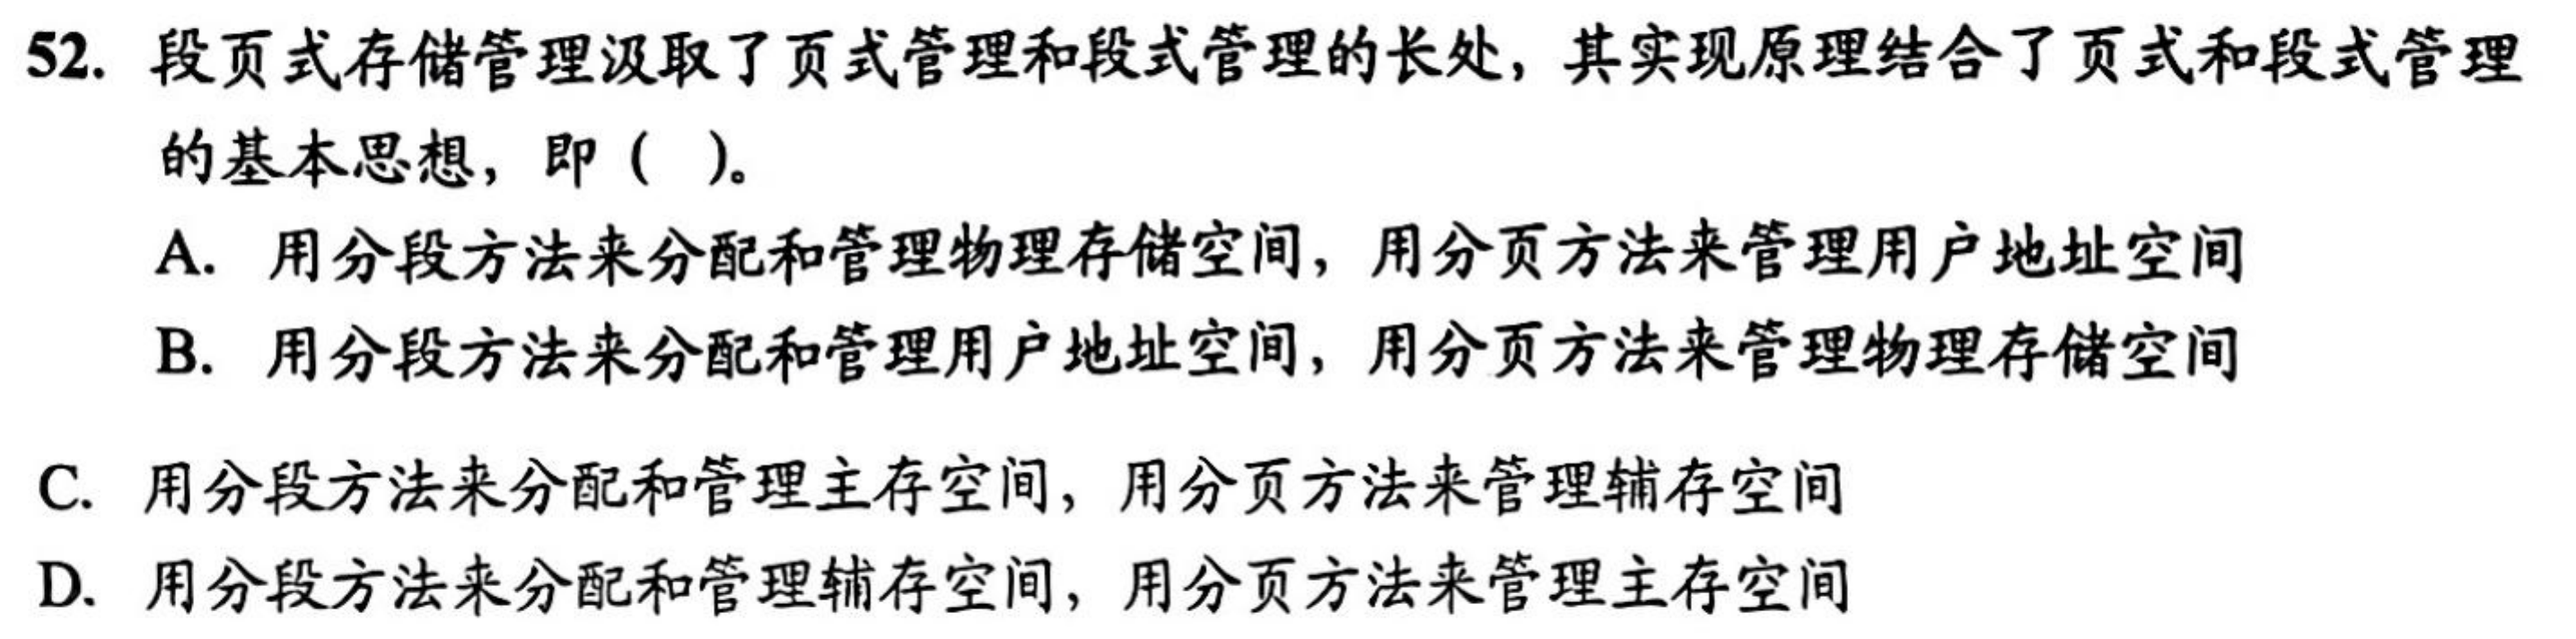 52. 段页式存储管理汲取了页式管理和段式管理的长处，其实现原理结合了页式和段式管理
的基本思想，即（ ）。
A. 用分段方法来分配和管理物理存储空间，用分页方法来管理用户地址空间
B. 用分段方法来分配和管理用户地址空间，用分页方法来管理物理存储空间
C. 用分段方法来分配和管理主存空间，用分页方法来管理辅存空间
D. 用分段方法来分配和管理辅存空间，用分页方法来管理主存空间